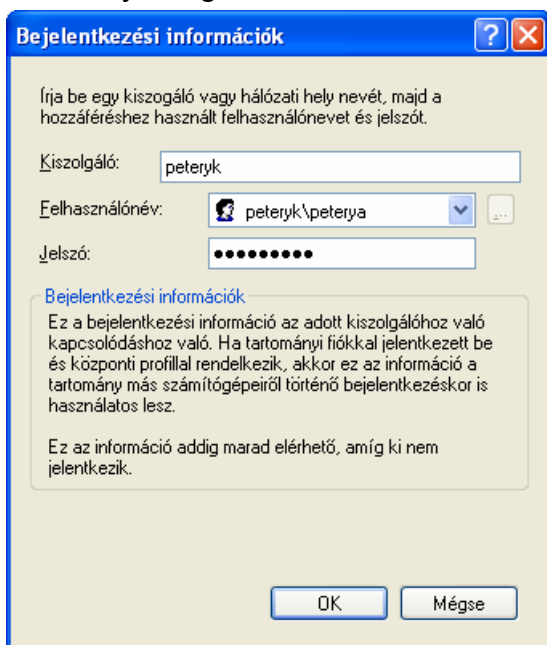 Bejelentkezési információk
Írja be egy kiszogáló vagy hálózati hely nevét, majd a
hozzáféréshez használt felhasználónevet és jelszót.
Kiszolgáló: peteryk
Felhasználónév: peteryk\peterya ...
Jelszó: •••••••••
Bejelentkezési információk
Ez a bejelentkezési információ az adott kiszolgálóhoz való
kapcsolódáshoz való. Ha tartományi fiókkal jelentkezett be
és központi profillal rendelkezik, akkor ez az információ a
tartomány más számítógépeiről történő bejelentkezéskor is
használatos lesz.
Ez az információ addig marad elérhető, amíg ki nem
jelentkezik.
OK Mégse